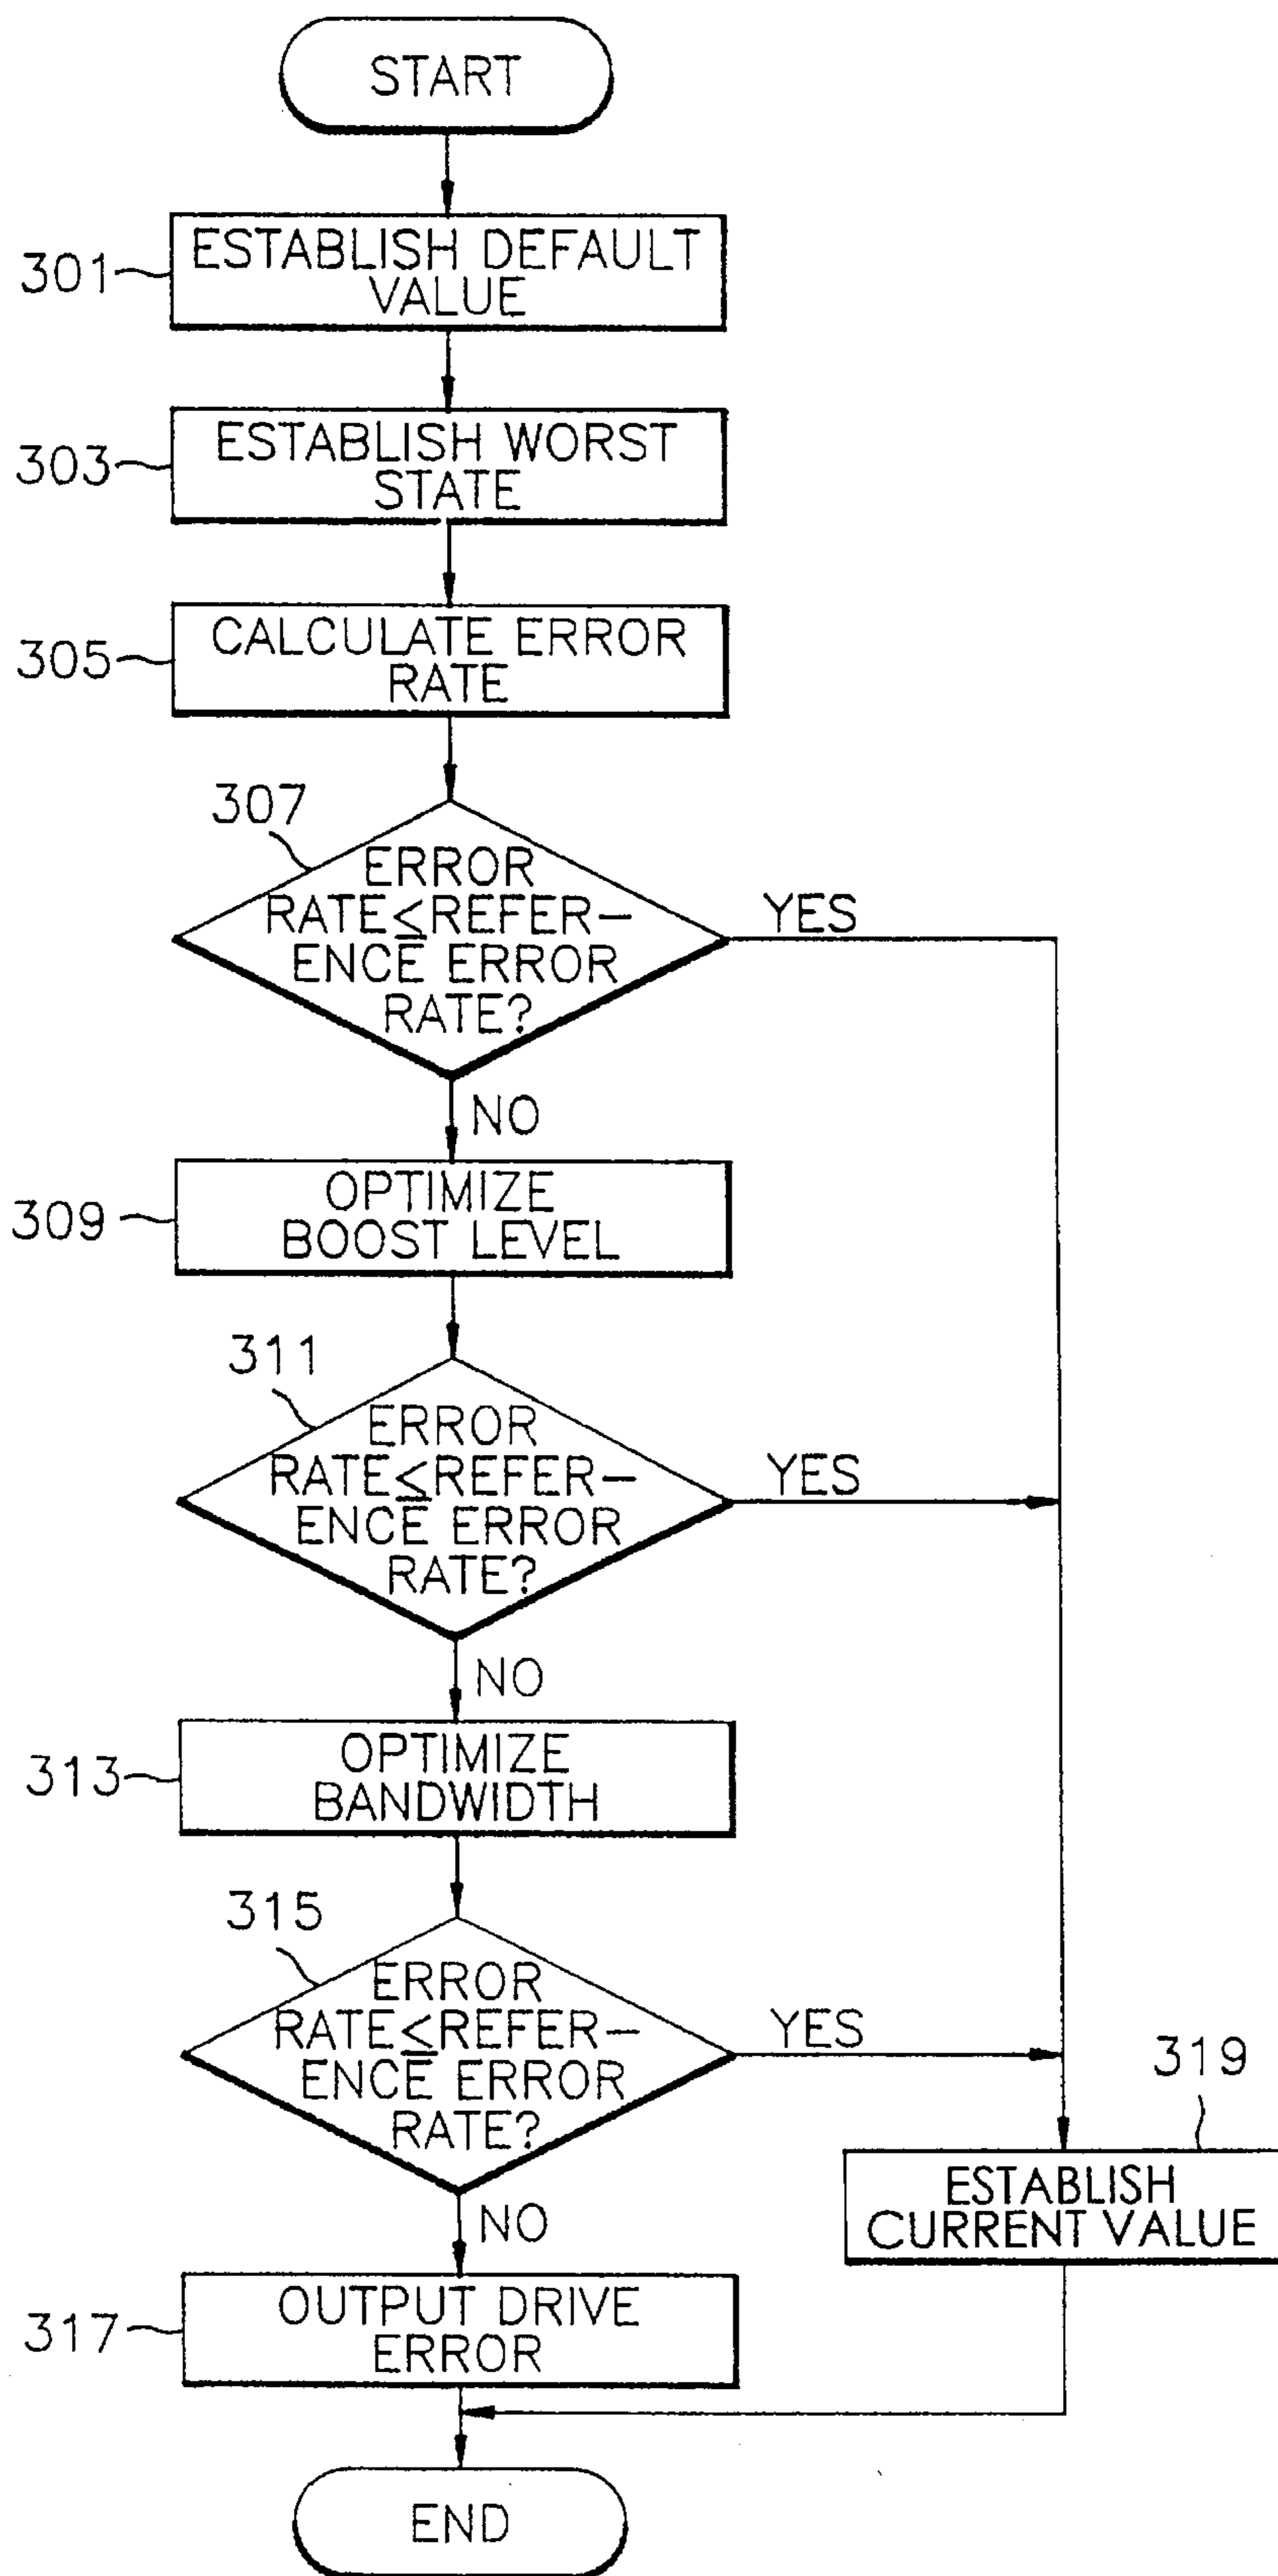 START
301
ESTABLISH DEFAULT
VALUE
303
ESTABLISH WORST
STATE
305
CALCULATE ERROR
RATE
307
ERROR
RATE≤REFER-
ENCE ERROR
RATE?
YES
NO
309
OPTIMIZE
BOOST LEVEL
311
ERROR
RATE≤REFER-
ENCE ERROR
RATE?
YES
NO
313
OPTIMIZE
BANDWIDTH
315
ERROR
RATE≤REFER-
ENCE ERROR
RATE?
YES
NO
319
ESTABLISH
CURRENT VALUE
317
OUTPUT DRIVE
ERROR
END